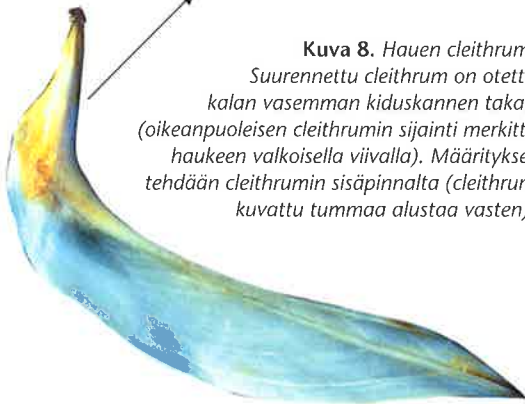 Kuva 8. Hauen cleithrum
Suurennettu cleithrum on otett
kalan vasemman kiduskannen taka
(oikeanpuoleisen cleithrumin sijainti merkitt
haukeen valkoisella viivalla). Määritykse
tehdään cleithrumin sisäpinnalta (cleithrum
kuvattu tummaa alustaa vasten)